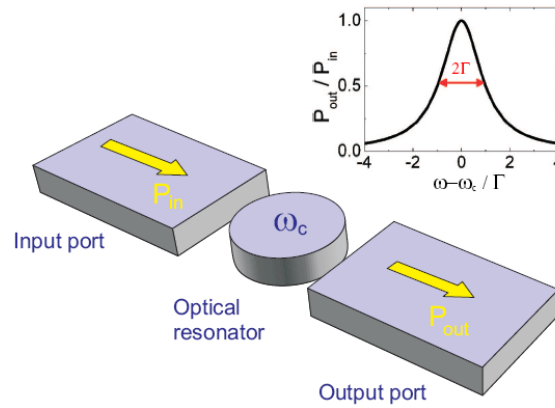 P_out / P_in
1.0
0.5
0.0
2Γ
-4 -2 0 2 4
ω−ω_c / Γ
P_in
Input port
ω_c
Optical
resonator
P_out
Output port